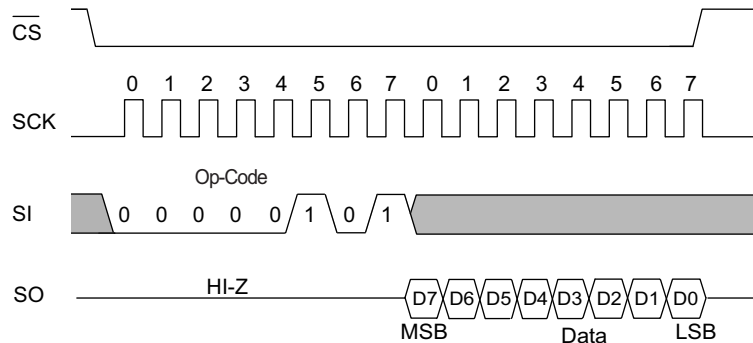 CS
0 1 2 3 4 5 6 7 0 1 2 3 4 5 6 7
SCK
Op-Code
SI 0 0 0 0 0 1 0 1
HI-Z
SO D7 D6 D5 D4 D3 D2 D1 D0
MSB Data LSB